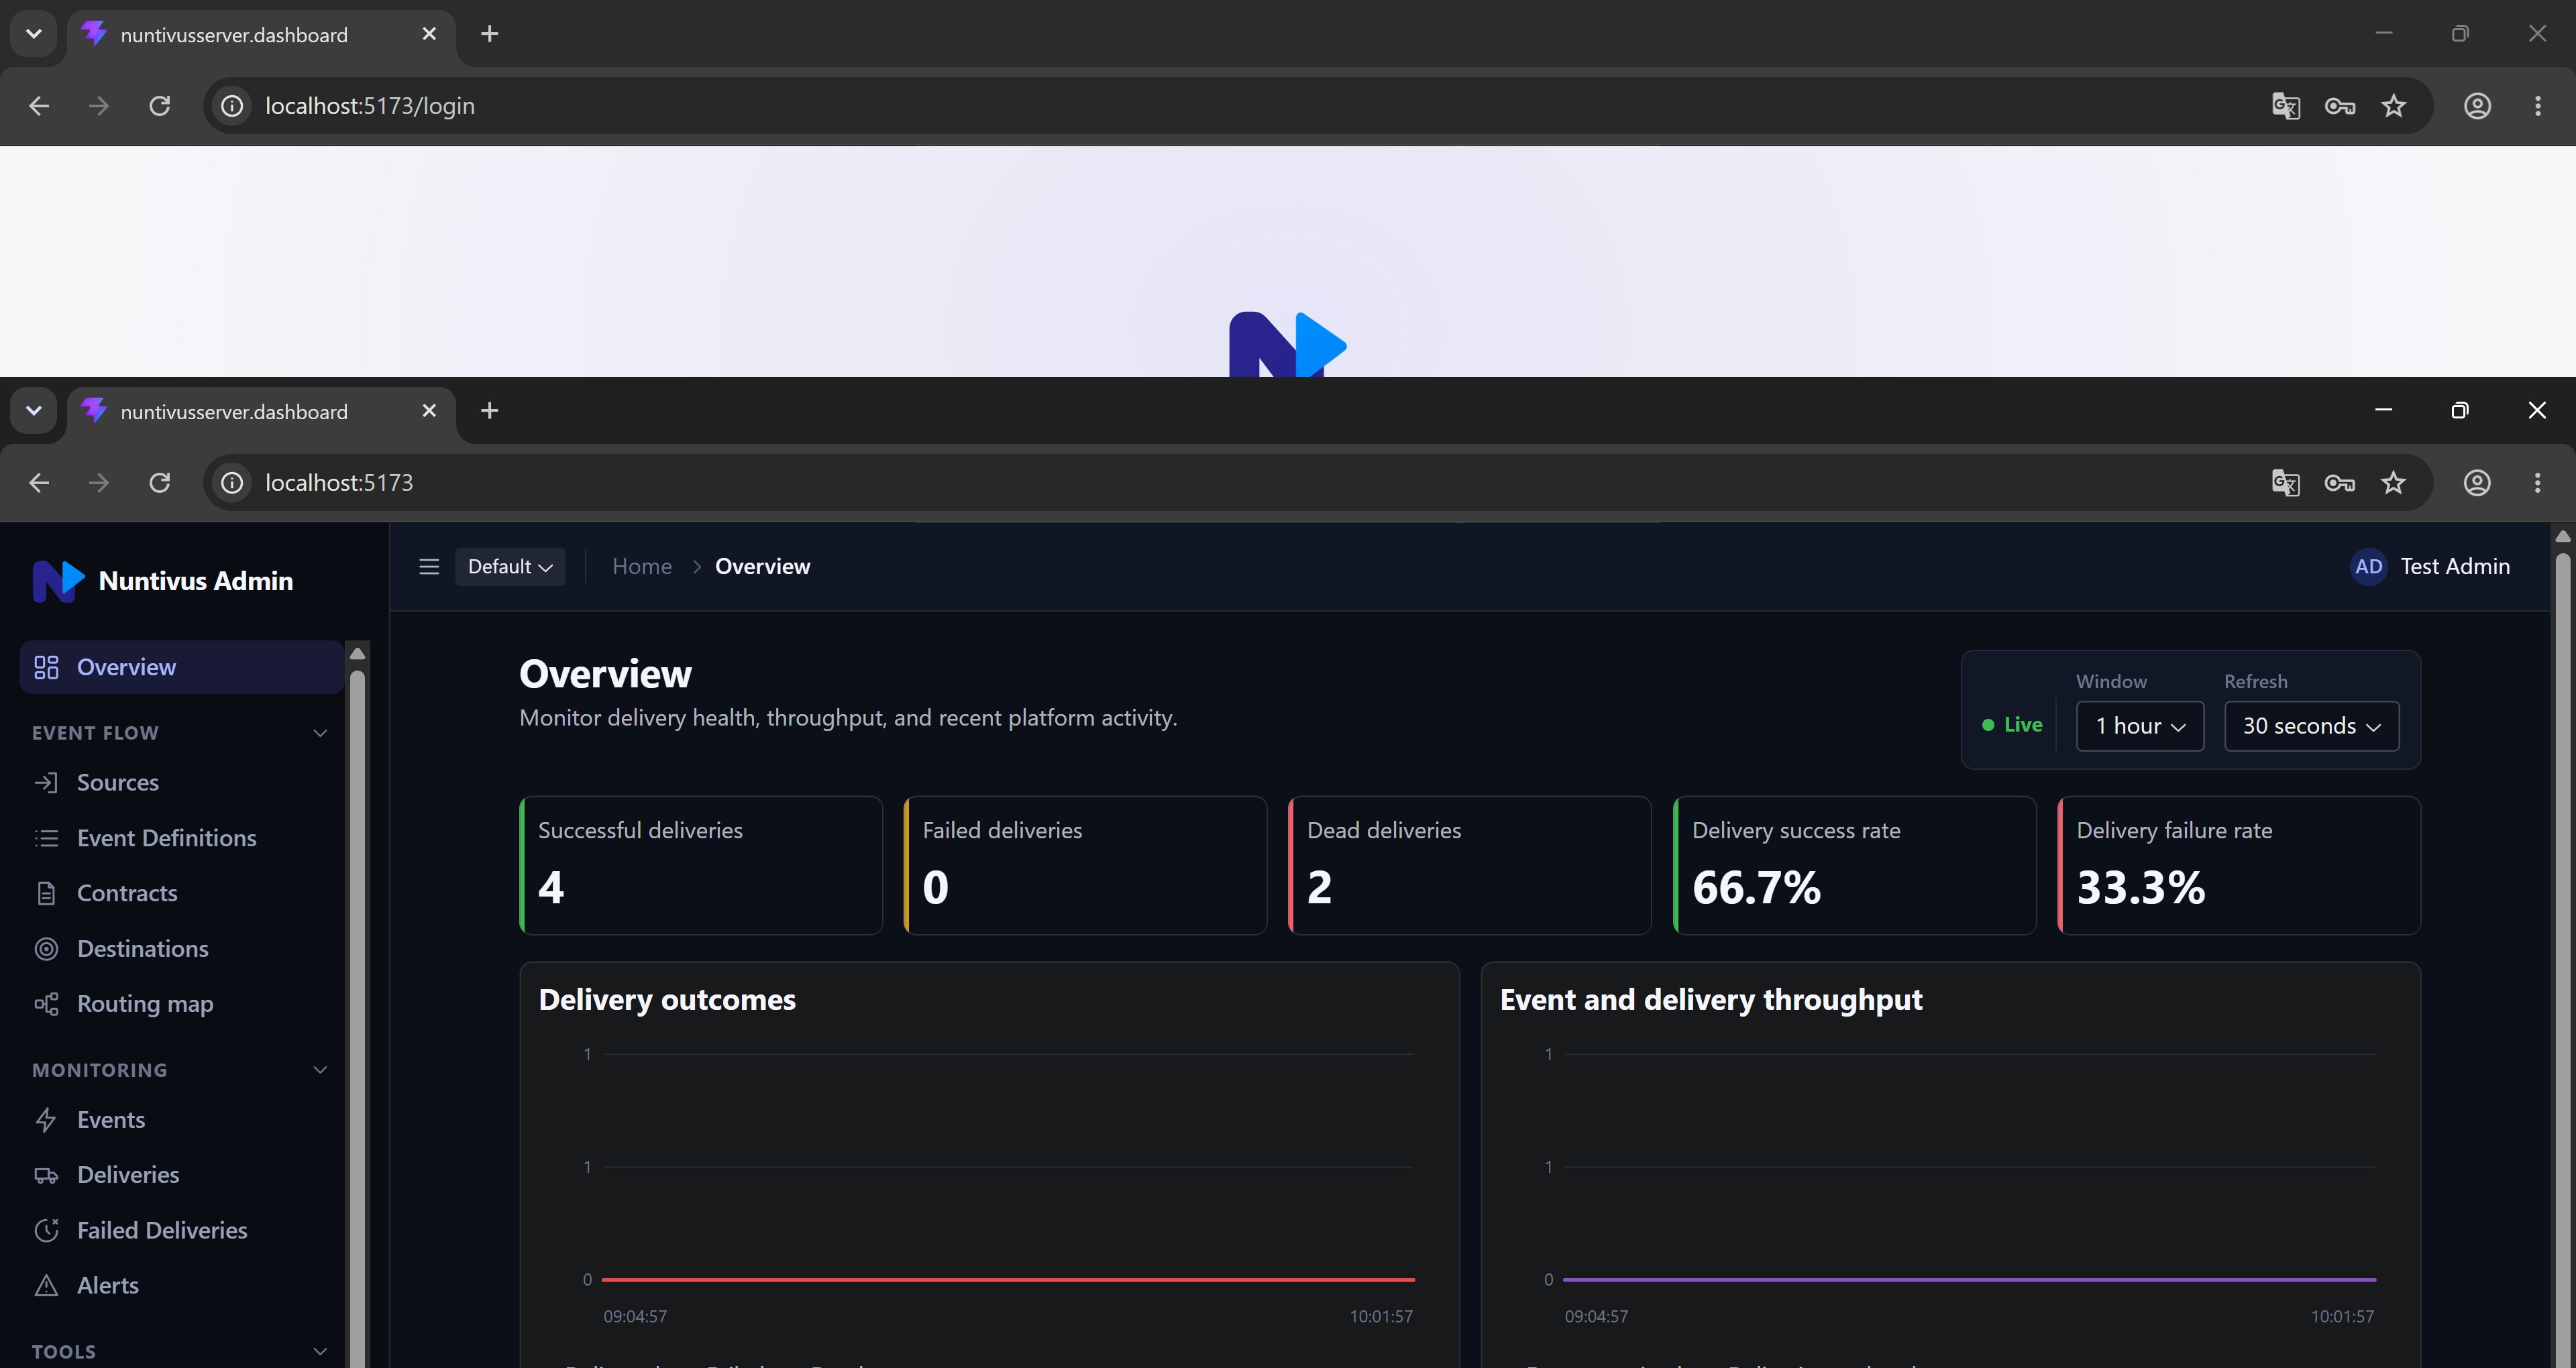 nuntivusserver.dashboard
localhost:5173/login
nuntivusserver.dashboard
localhost:5173
Nuntivus Admin
Default
Home > Overview
AD Test Admin
Overview
EVENT FLOW
Sources
Event Definitions
Contracts
Destinations
Routing map
MONITORING
Events
Deliveries
Failed Deliveries
Alerts
TOOLS
Overview
Monitor delivery health, throughput, and recent platform activity.
Live
Window
1 hour
Refresh
30 seconds
Successful deliveries
4
Failed deliveries
0
Dead deliveries
2
Delivery success rate
66.7%
Delivery failure rate
33.3%
Delivery outcomes
1
1
0
09:04:57 10:01:57
Event and delivery throughput
1
1
0
09:04:57 10:01:57